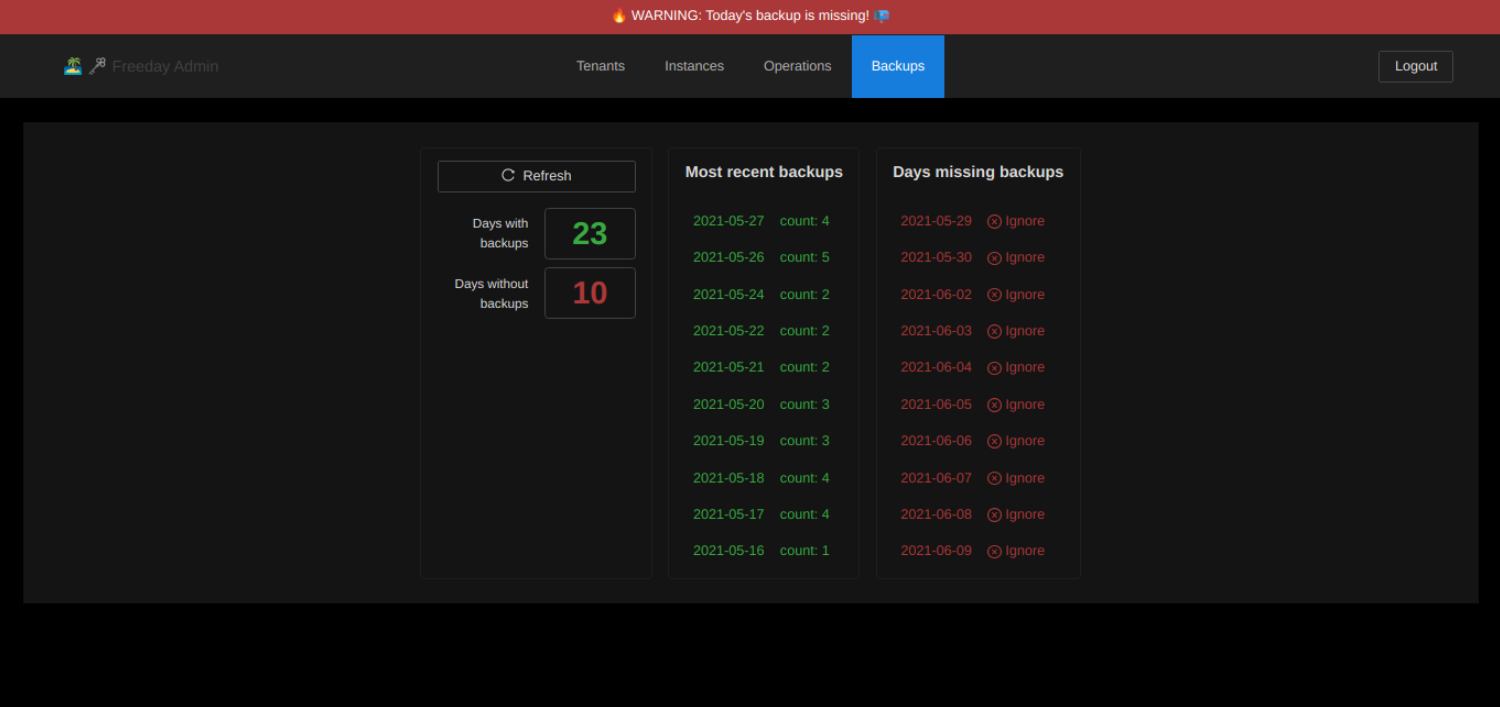 🔥 WARNING: Today's backup is missing! 📭
Freeday Admin
Tenants
Instances
Operations
Backups
Logout
Refresh
Days with
backups
23
Days without
backups
10
Most recent backups
2021-05-27 count: 4
2021-05-26 count: 5
2021-05-24 count: 2
2021-05-22 count: 2
2021-05-21 count: 2
2021-05-20 count: 3
2021-05-19 count: 3
2021-05-18 count: 4
2021-05-17 count: 4
2021-05-16 count: 1
Days missing backups
2021-05-29 Ignore
2021-05-30 Ignore
2021-06-02 Ignore
2021-06-03 Ignore
2021-06-04 Ignore
2021-06-05 Ignore
2021-06-06 Ignore
2021-06-07 Ignore
2021-06-08 Ignore
2021-06-09 Ignore